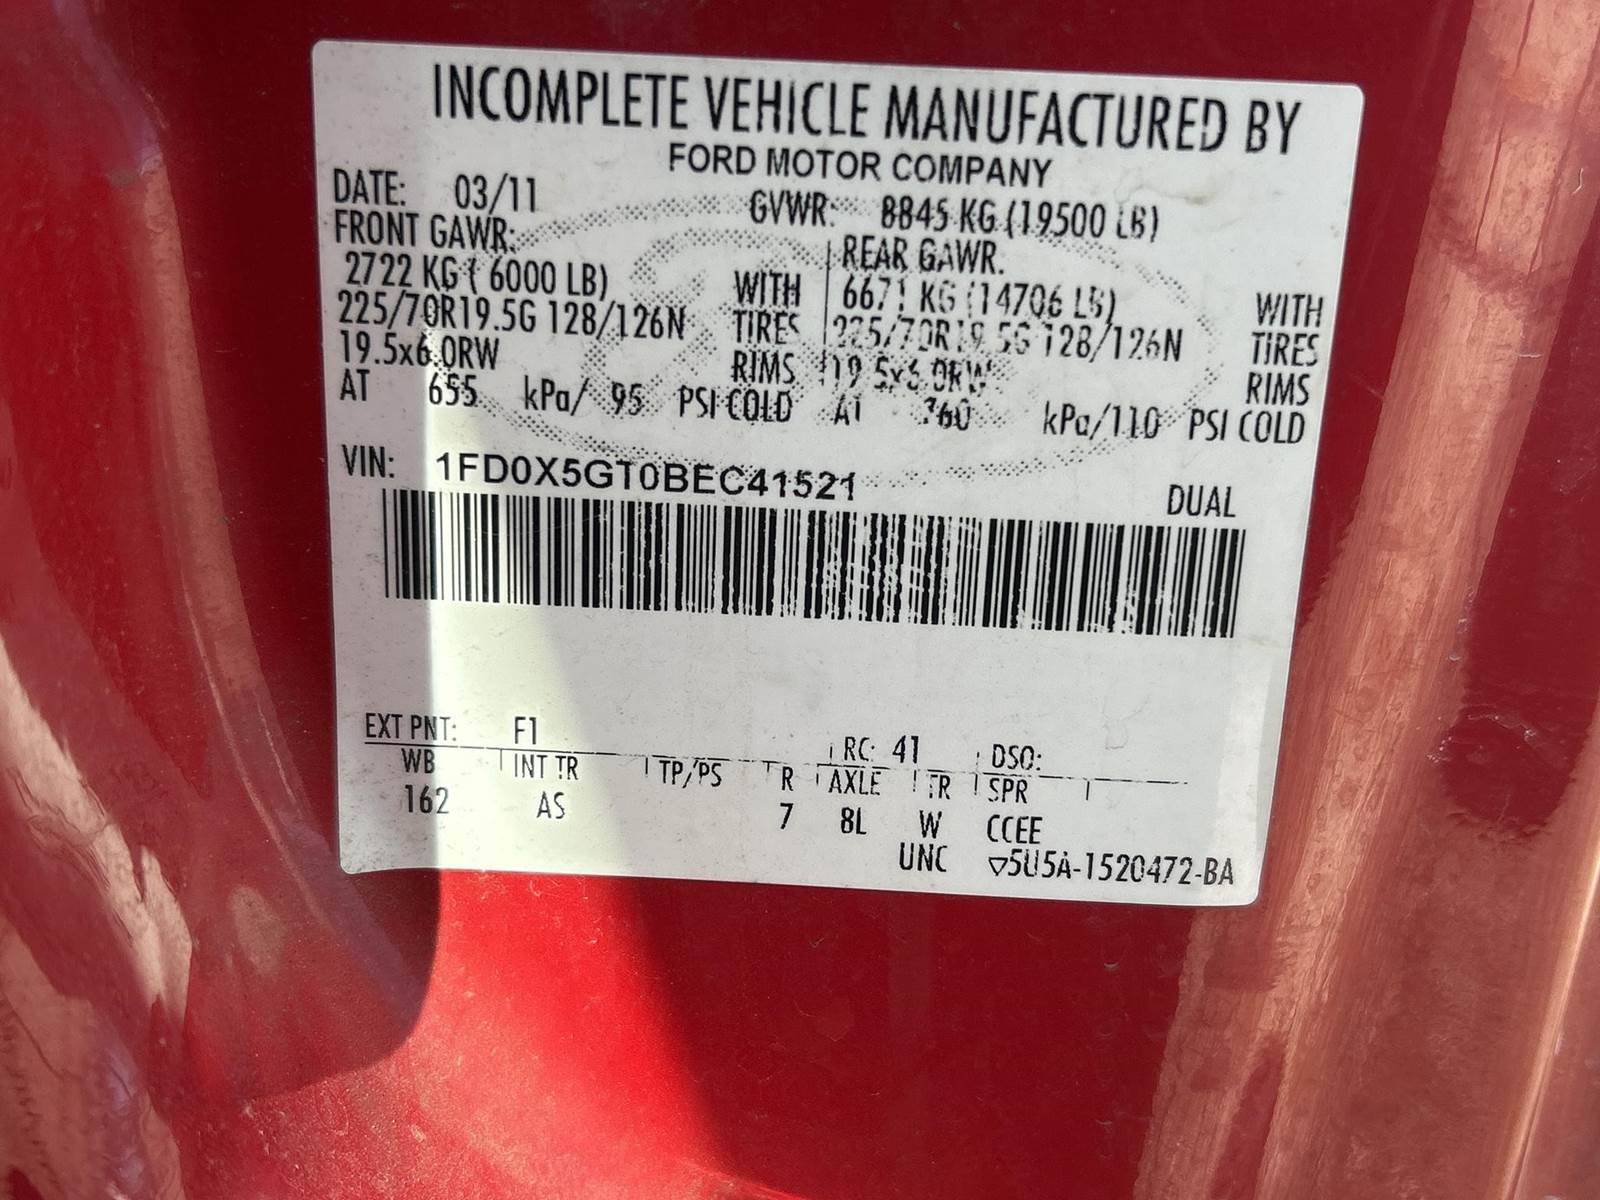 INCOMPLETE VEHICLE MANUFACTURED BY
FORD MOTOR COMPANY
DATE: 03/11 GVWR: 8845 KG (19500 LB)
FRONT GAWR: REAR GAWR:
2722 KG ( 6000 LB) WITH 6671 KG (14706 LB) WITH
225/70R19.5G 128/126N TIRES 225/70R19.5G 128/126N TIRES
19.5x6.0RW RIMS 19.5x6.0RW RIMS
AT 655 kPa/ 95 PSI COLD AT 760 kPa/110 PSI COLD
VIN: 1FD0X5GT0BEC41521
DUAL
EXT PNT: F1 RC: 41 DSO:
WB INT TR TP/PS R AXLE TR SPR
162 AS 7 8L W CCEE
UNC ▽5U5A-1520472-BA